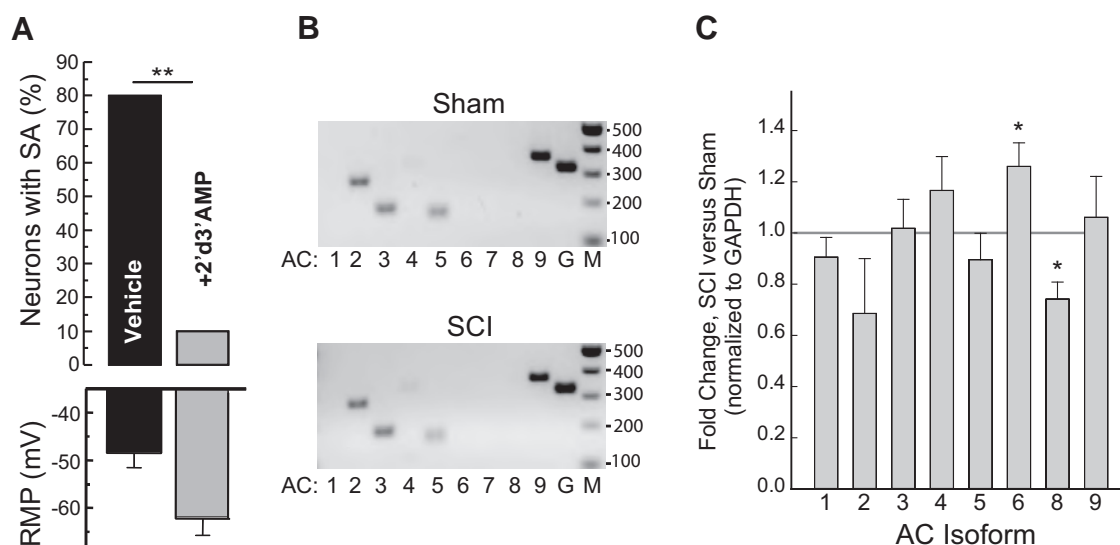 A
Neurons with SA (%)
90
80
70
60
50
40
30
20
10
0
**
Vehicle
+2'd3'AMP
RMP (mV)
-40
-50
-60
B
Sham
500
400
300
200
100
AC: 1 2 3 4 5 6 7 8 9 G M
SCI
500
400
300
200
100
AC: 1 2 3 4 5 6 7 8 9 G M
C
Fold Change, SCI versus Sham
(normalized to GAPDH)
1.4
1.2
1.0
0.8
0.6
0.4
0.2
0.0
*
*
1 2 3 4 5 6 8 9
AC Isoform